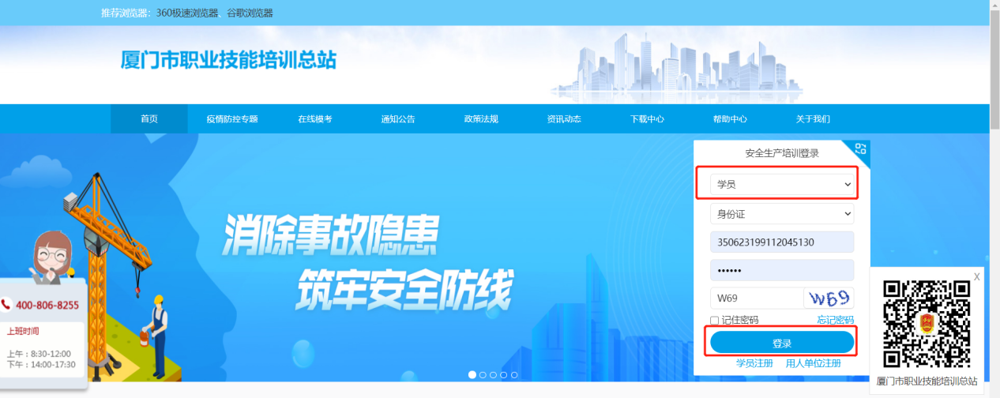 推荐浏览器：360极速浏览器、谷歌浏览器
厦门市职业技能培训总站
首页 疫情防控专题 在线模考 通知公告 政策法规 资讯动态 下载中心 帮助中心 关于我们
消除事故隐患
筑牢安全防线
安全生产培训登录
学员
身份证
350623199112045130
••••••
W69 W69
记住密码 忘记密码
登录
学员注册 用人单位注册
400-806-8255
上班时间
上午：8:30-12:00
下午：14:00-17:30
X
厦门市职业技能培训总站